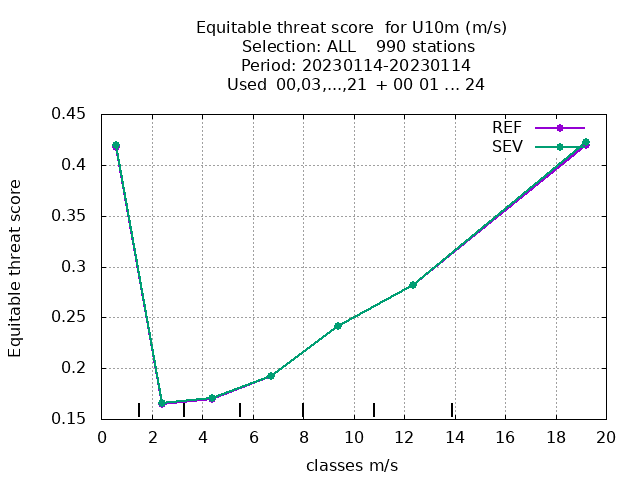 Equitable threat score  for U10m (m/s)
Selection: ALL    990 stations
Period: 20230114-20230114
Used  00,03,...,21  + 00 01 ... 24
REF
SEV
Equitable threat score
0.45
0.4
0.35
0.3
0.25
0.2
0.15
0 2 4 6 8 10 12 14 16 18 20
classes m/s